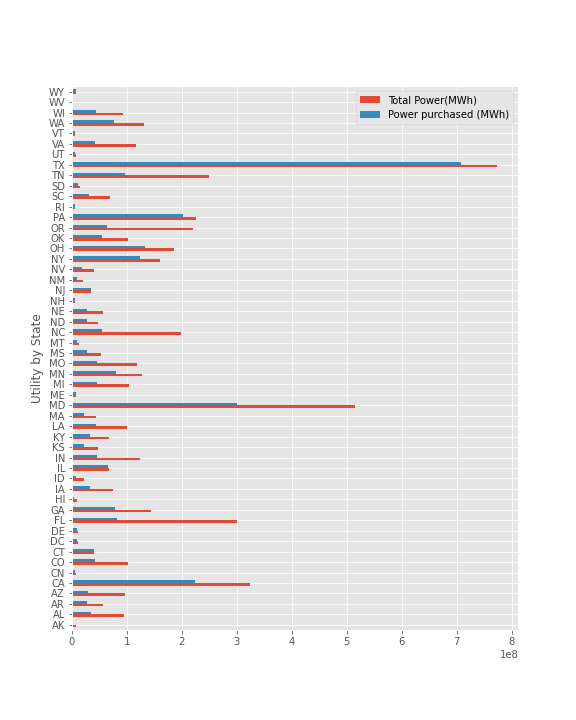 Total Power(MWh)
Power purchased (MWh)
Utility by State
WY
WV
WI
WA
VT
VA
UT
TX
TN
SD
SC
RI
PA
OR
OK
OH
NY
NV
NM
NJ
NH
NE
ND
NC
MT
MS
MO
MN
MI
ME
MD
MA
LA
KY
KS
IN
IL
ID
IA
HI
GA
FL
DE
DC
CT
CO
CN
CA
AZ
AR
AL
AK
0 1 2 3 4 5 6 7 8
1e8